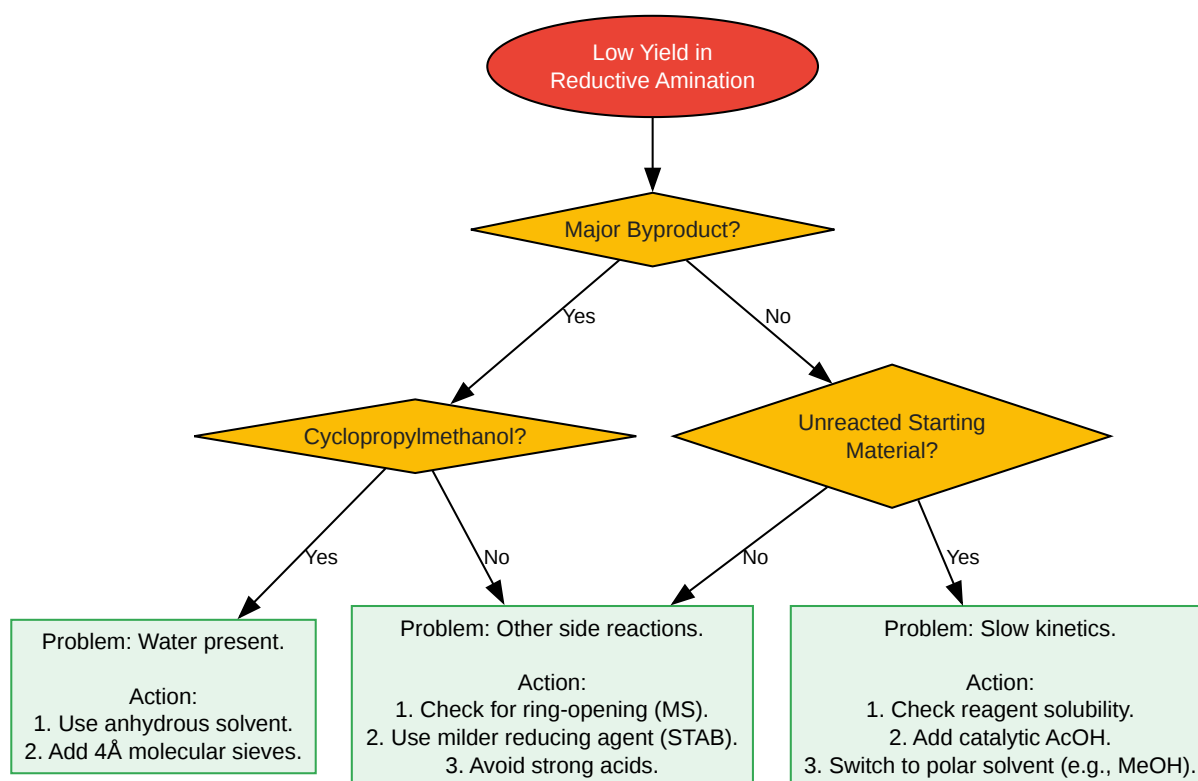 Low Yield in
Reductive Amination
Major Byproduct?
Yes
No
Cyclopropylmethanol?
Unreacted Starting
Material?
Yes
No
No
Yes
Problem: Water present.
Action:
1. Use anhydrous solvent.
2. Add 4Å molecular sieves.
Problem: Other side reactions.
Action:
1. Check for ring-opening (MS).
2. Use milder reducing agent (STAB).
3. Avoid strong acids.
Problem: Slow kinetics.
Action:
1. Check reagent solubility.
2. Add catalytic AcOH.
3. Switch to polar solvent (e.g., MeOH).